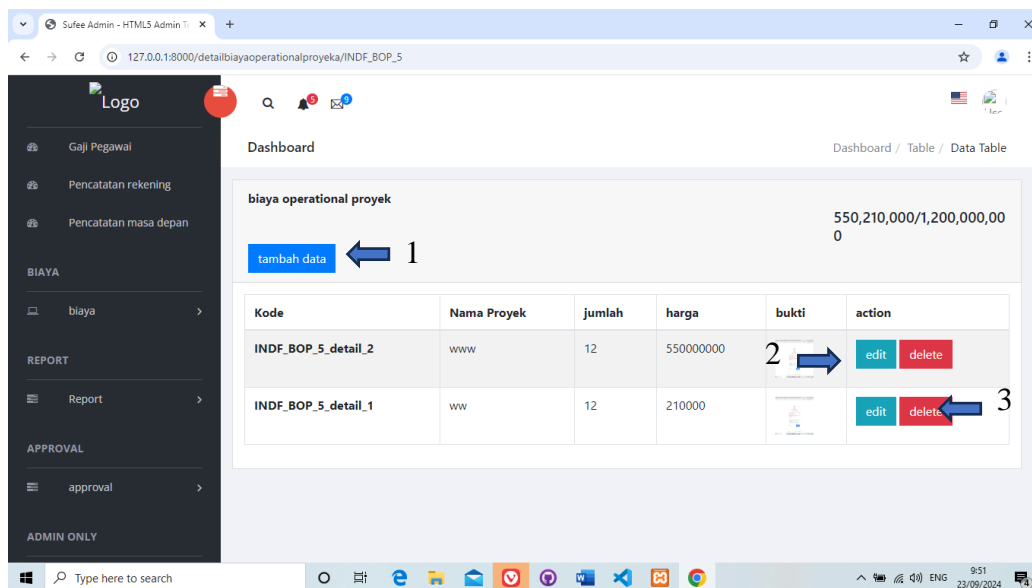 Sufee Admin - HTML5 Admin T
127.0.0.1:8000/detailbiayaoperationalproyeka/INDF_BOP_5
Logo
5
9
Gaji Pegawai
Pencatatan rekening
Pencatatan masa depan
BIAYA
biaya
REPORT
Report
APPROVAL
approval
ADMIN ONLY
Dashboard
Dashboard / Table / Data Table
biaya operational proyek
550,210,000/1,200,000,00
0
tambah data
1
Kode Nama Proyek jumlah harga bukti action
INDF_BOP_5_detail_2 www 12 550000000 2 edit delete
INDF_BOP_5_detail_1 ww 12 210000 edit delete 3
Type here to search
ENG
9:51
23/09/2024